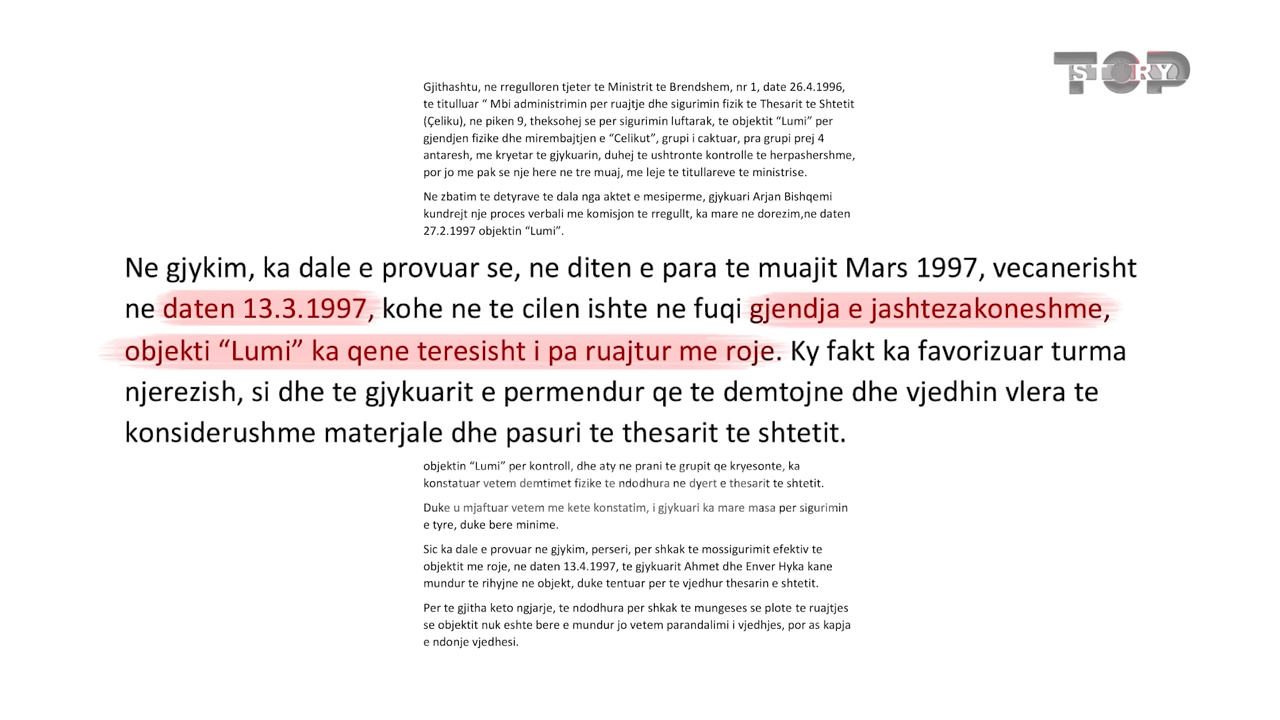 TOP STORY
Gjithashtu, ne rregulloren tjeter te Ministrit te Brendshem, nr 1, date 26.4.1996,
te titulluar “ Mbi administrimin per ruajtje dhe sigurimin fizik te Thesarit te Shtetit
(Çeliku), ne piken 9, theksohej se per sigurimin luftarak, te objektit “Lumi” per
gjendjen fizike dhe mirembajtjen e “Celikut”, grupi i caktuar, pra grupi prej 4
antaresh, me kryetar te gjykuarin, duhej te ushtronte kontrolle te herpashershme,
por jo me pak se nje here ne tre muaj, me leje te titullareve te ministrise.
Ne zbatim te detyrave te dala nga aktet e mesiperme, gjykuari Arjan Bishqemi
kundrejt nje proces verbali me komisjon te rregullt, ka mare ne dorezim,ne daten
27.2.1997 objektin “Lumi”.
Ne gjykim, ka dale e provuar se, ne diten e para te muajit Mars 1997, vecanerisht
ne daten 13.3.1997, kohe ne te cilen ishte ne fuqi gjendja e jashtezakoneshme,
objekti “Lumi” ka qene teresisht i pa ruajtur me roje. Ky fakt ka favorizuar turma
njerezish, si dhe te gjykuarit e permendur qe te demtojne dhe vjedhin vlera te
konsiderushme materjale dhe pasuri te thesarit te shtetit.
objektin “Lumi” per kontroll, dhe aty ne prani te grupit qe kryesonte, ka
konstatuar vetem demtimet fizike te ndodhura ne dyert e thesarit te shtetit.
Duke u mjaftuar vetem me kete konstatim, i gjykuari ka mare masa per sigurimin
e tyre, duke bere minime.
Sic ka dale e provuar ne gjykim, perseri, per shkak te mossigurimit efektiv te
objektit me roje, ne daten 13.4.1997, te gjykuarit Ahmet dhe Enver Hyka kane
mundur te rihyjne ne objekt, duke tentuar per te vjedhur thesarin e shtetit.
Per te gjitha keto ngjarje, te ndodhura per shkak te mungeses se plote te ruajtjes
se objektit nuk eshte bere e mundur jo vetem parandalimi i vjedhjes, por as kapja
e ndonje vjedhesi.